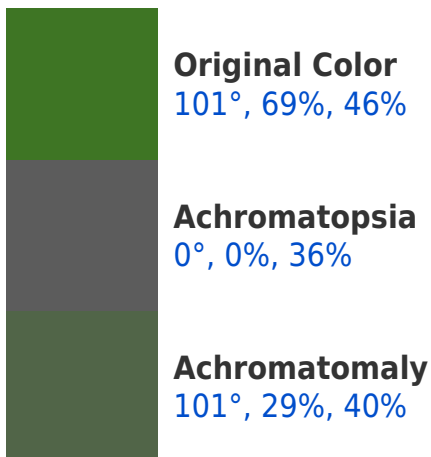 Original Color
101°, 69%, 46%
Achromatopsia
0°, 0%, 36%
Achromatomaly
101°, 29%, 40%